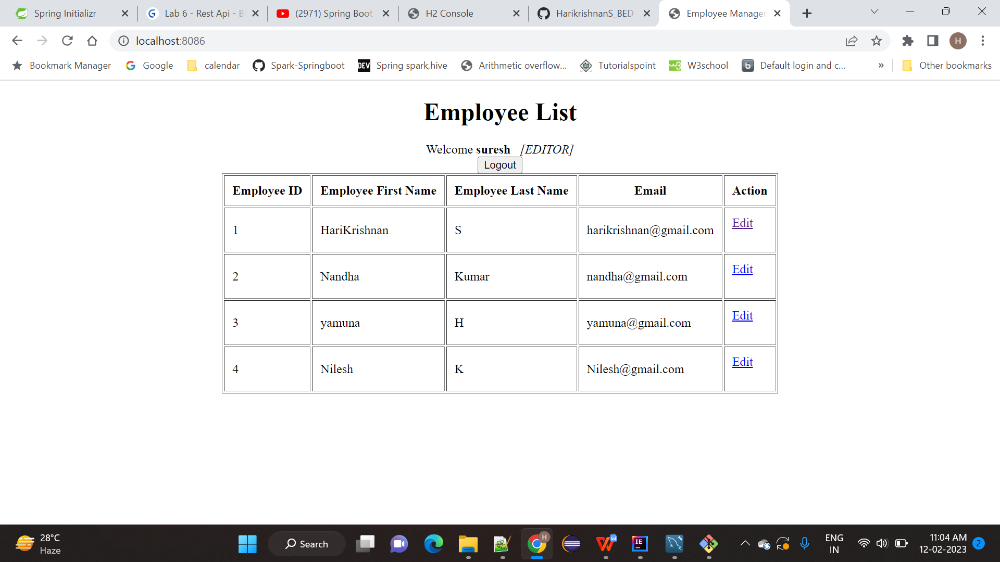 Spring Initializr
Lab 6 - Rest Api - B
(2971) Spring Boot
H2 Console
HarikrishnanS_BED_
Employee Manager
localhost:8086
H
Bookmark Manager
Google
calendar
Spark-Springboot
DEV
Spring spark,hive
Arithmetic overflow...
Tutorialspoint
W3school
Default login and c...
»
Other bookmarks
Employee List
Welcome suresh [EDITOR]
Logout
Employee ID Employee First Name Employee Last Name Email Action
1 HariKrishnan S harikrishnan@gmail.com Edit
2 Nandha Kumar nandha@gmail.com Edit
3 yamuna H yamuna@gmail.com Edit
4 Nilesh K Nilesh@gmail.com Edit
28°C
Haze
Search
H
W
IE
ENG
IN
11:04 AM
12-02-2023
2